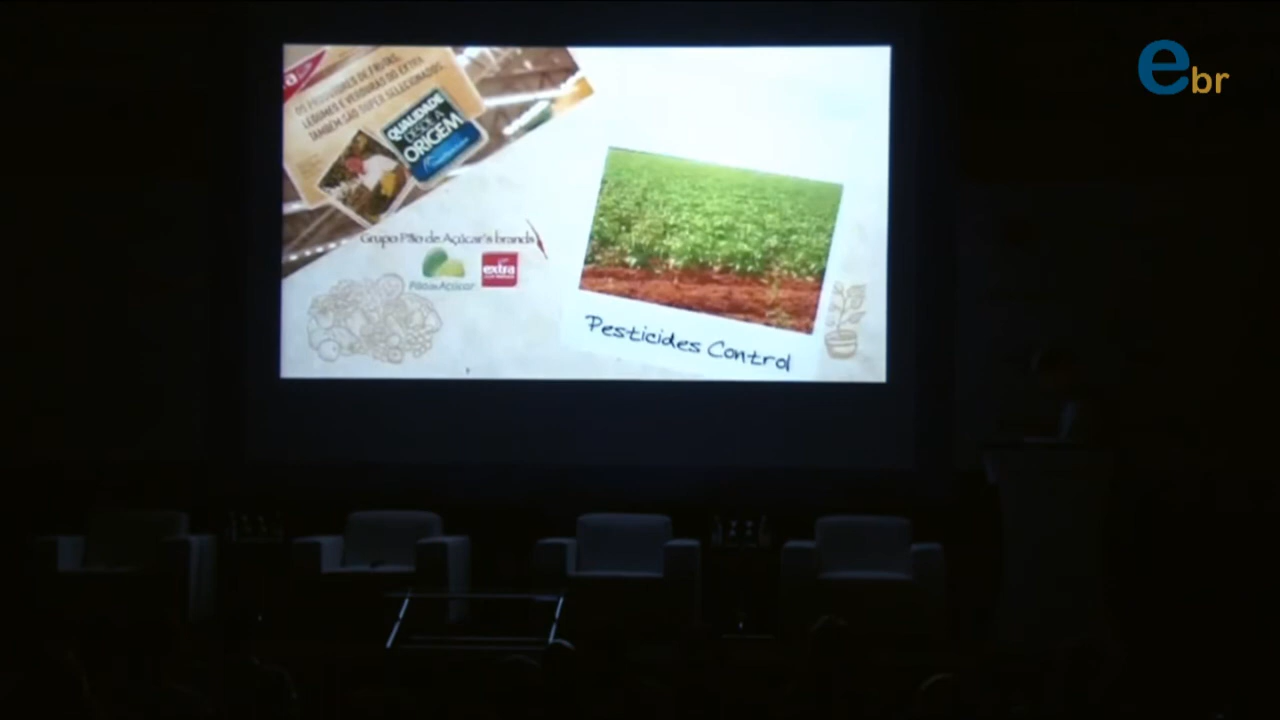 OS PRODUTORES DE FRUTAS,
LEGUMES E VERDURAS DO EXTRA
TAMBÉM SÃO SUPER SELECIONADOS.
QUALIDADE
DESDE A
ORIGEM
Grupo Pão de Açúcar's brands
Pão de Açúcar
extra
Pesticides Control
ebr